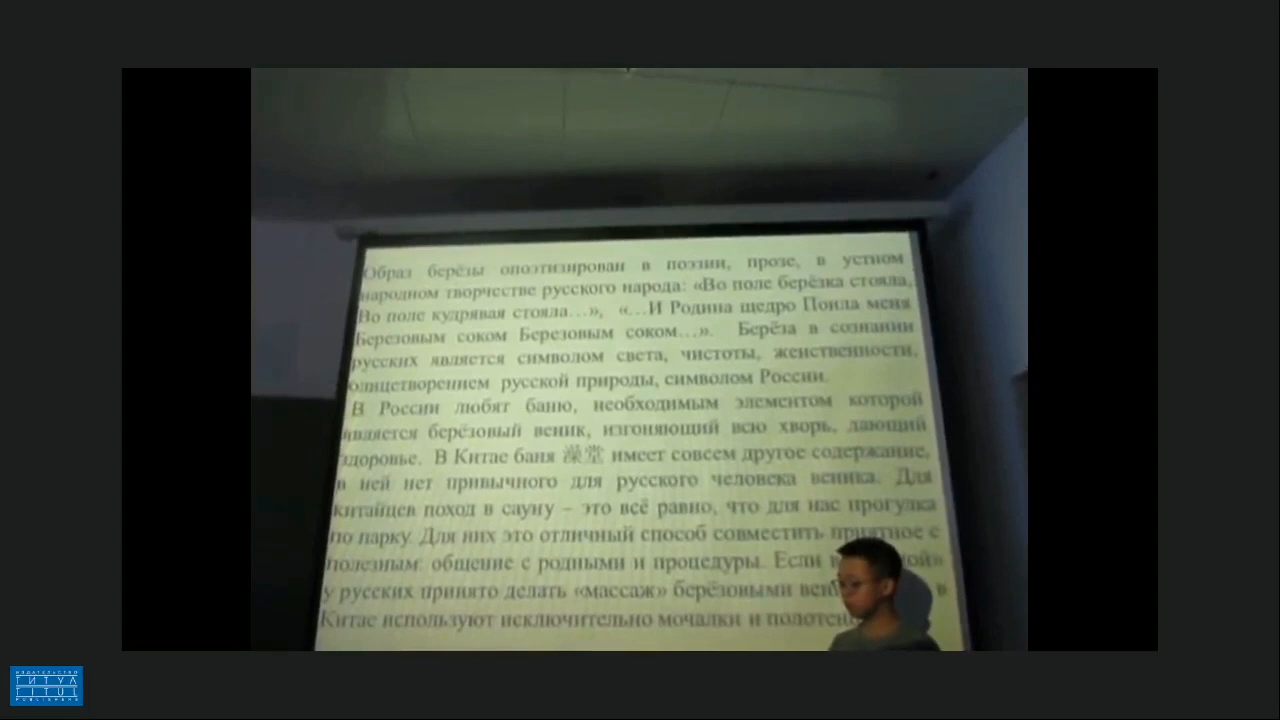 Образ берёзы опоэтизирован в поэзии, прозе, в устном
народном творчестве русского народа: «Во поле берёзка стояла,
Во поле кудрявая стояла…», «…И Родина щедро Поила меня
Березовым соком Березовым соком…». Берёза в сознании
русских является символом света, чистоты, женственности,
олицетворением русской природы, символом России.
В России любят баню, необходимым элементом которой
является берёзовый веник, изгоняющий всю хворь, дающий
здоровье. В Китае баня 澡堂 имеет совсем другое содержание,
в ней нет привычного для русского человека веника. Для
китайцев поход в сауну – это всё равно, что для нас прогулка
по парку. Для них это отличный способ совместить приятное с
полезным: общение с родными и процедуры. Если в
у русских принято делать «массаж» берёзовыми в
Китае используют исключительно мочалки и
ИЗДАТЕЛЬСТВО
ТИТУЛ
TITUL
PUBLISHERS